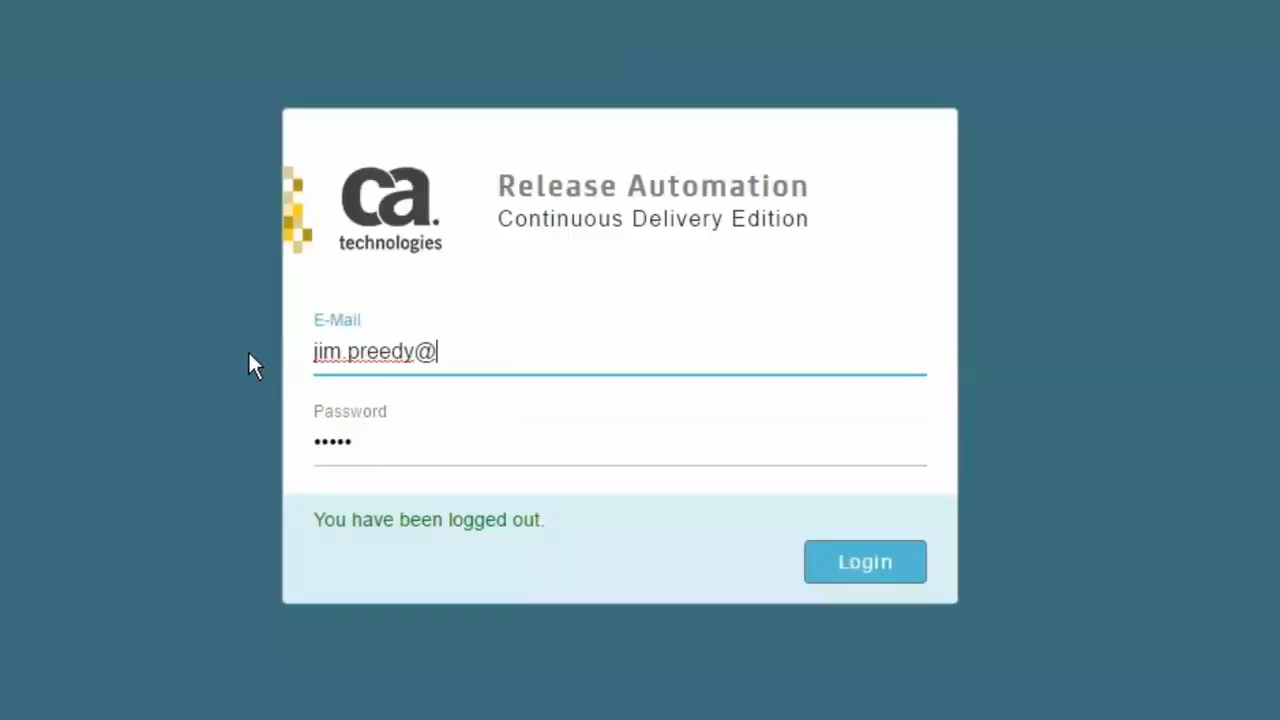 ca.
technologies
Release Automation
Continuous Delivery Edition
E-Mail
jim.preedy@
Password
•••••
You have been logged out.
Login